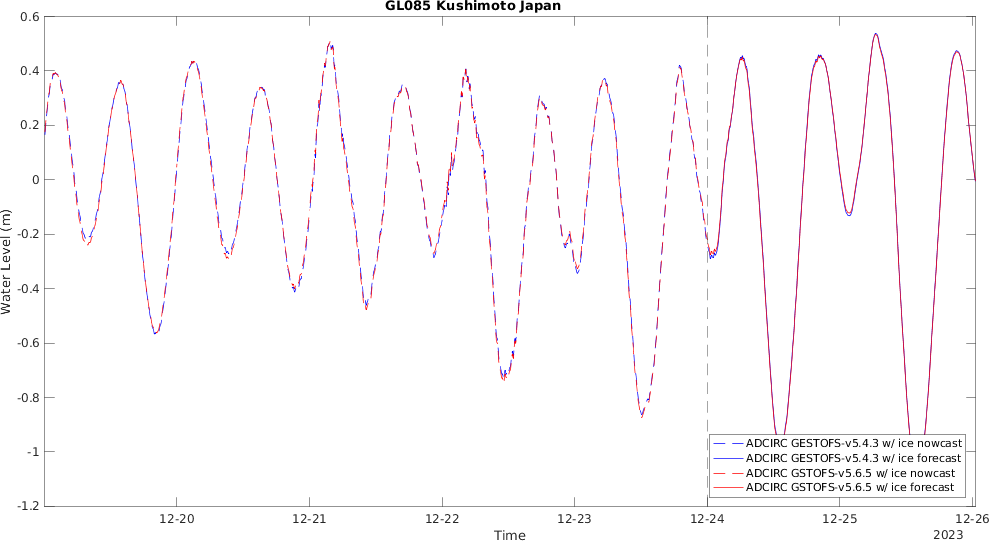 GL085 Kushimoto Japan
0.6
0.4
0.2
0
-0.2
-0.4
-0.6
-0.8
-1
-1.2
Water Level (m)
ADCIRC GESTOFS-v5.4.3 w/ ice nowcast
ADCIRC GESTOFS-v5.4.3 w/ ice forecast
ADCIRC GSTOFS-v5.6.5 w/ ice nowcast
ADCIRC GSTOFS-v5.6.5 w/ ice forecast
12-20 12-21 12-22 12-23 12-24 12-25 12-26
Time
2023